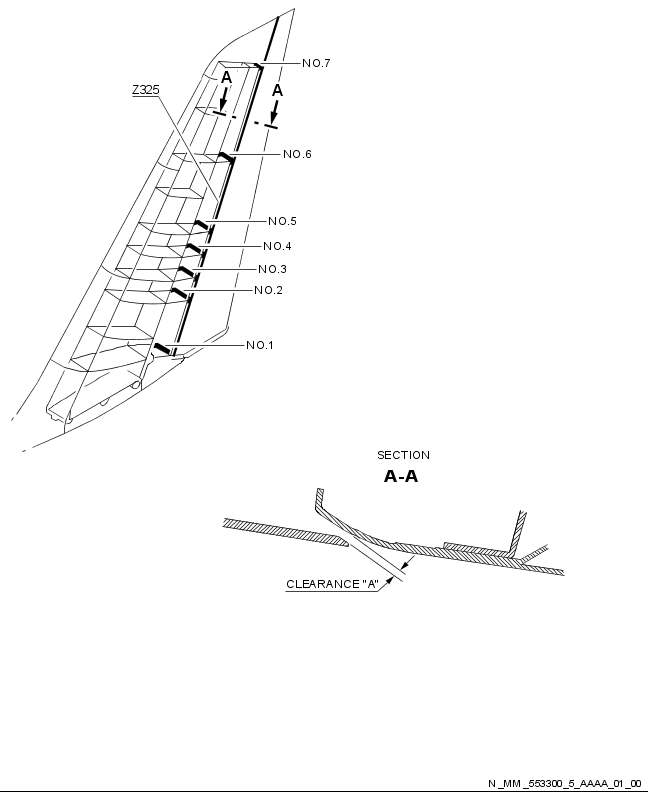 NO.7
A
A
Z325
NO.6
NO.5
NO.4
NO.3
NO.2
NO.1
SECTION
A-A
CLEARANCE "A"
N_MM_553300_5_AAAA_01_00